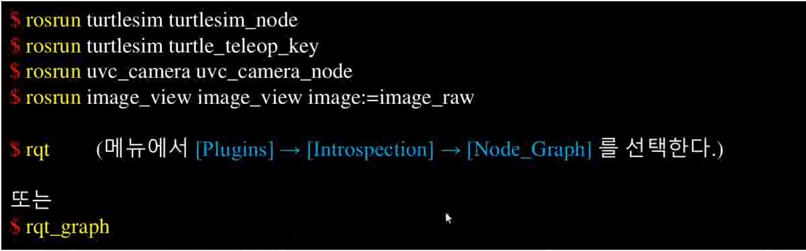 $ rosrun turtlesim turtlesim_node
$ rosrun turtlesim turtle_teleop_key
$ rosrun uvc_camera uvc_camera_node
$ rosrun image_view image_view image:=image_raw
$ rqt (메뉴에서 [Plugins] → [Introspection] → [Node_Graph] 를 선택한다.)
또는
$ rqt_graph